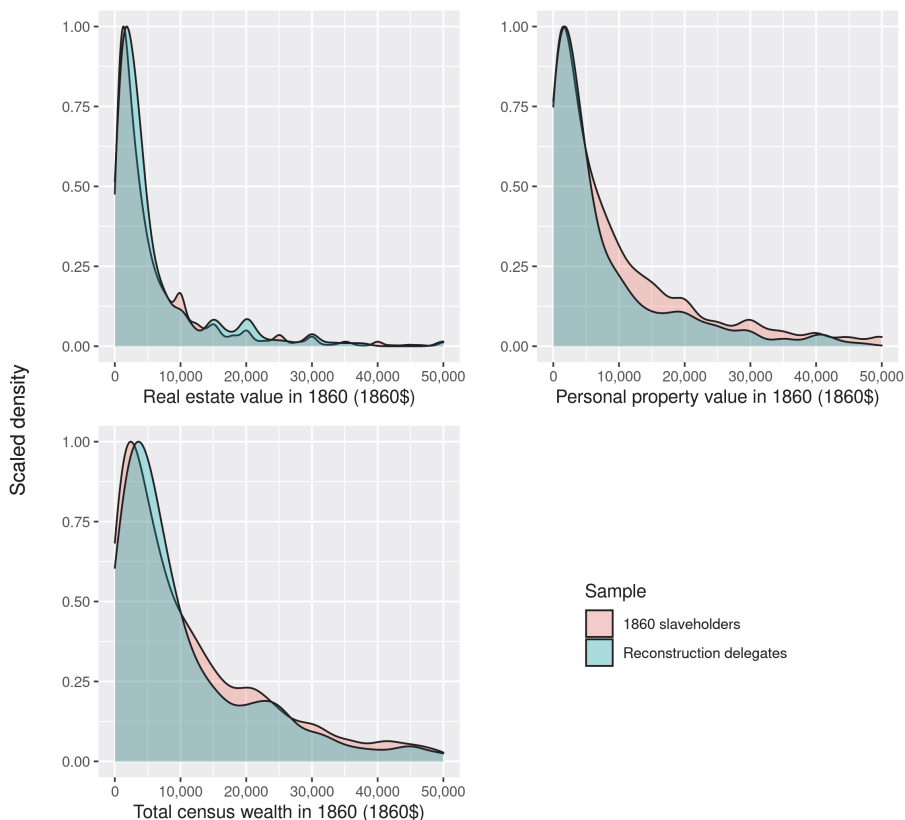 1.00
0.75
0.50
0.25
0.00
0 10,000 20,000 30,000 40,000 50,000
Real estate value in 1860 (1860$)
1.00
0.75
0.50
0.25
0.00
0 10,000 20,000 30,000 40,000 50,000
Personal property value in 1860 (1860$)
Scaled density
1.00
0.75
0.50
0.25
0.00
0 10,000 20,000 30,000 40,000 50,000
Total census wealth in 1860 (1860$)
Sample
1860 slaveholders
Reconstruction delegates